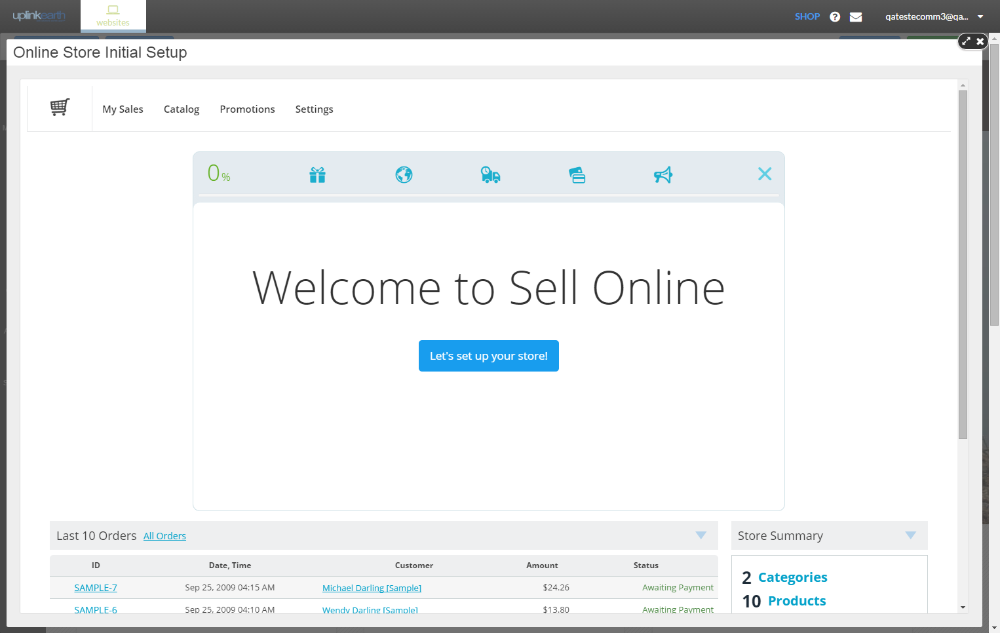 uplinkearth
websites
SHOP
qatestecomm3@qa...
Online Store Initial Setup
My Sales Catalog Promotions Settings
0%
Welcome to Sell Online
Let's set up your store!
Last 10 Orders All Orders
Store Summary
ID Date, Time Customer Amount Status
SAMPLE-7 Sep 25, 2009 04:15 AM Michael Darling [Sample] $24.26 Awaiting Payment
SAMPLE-6 Sep 25, 2009 04:10 AM Wendy Darling [Sample] $13.80 Awaiting Payment
2 Categories
10 Products